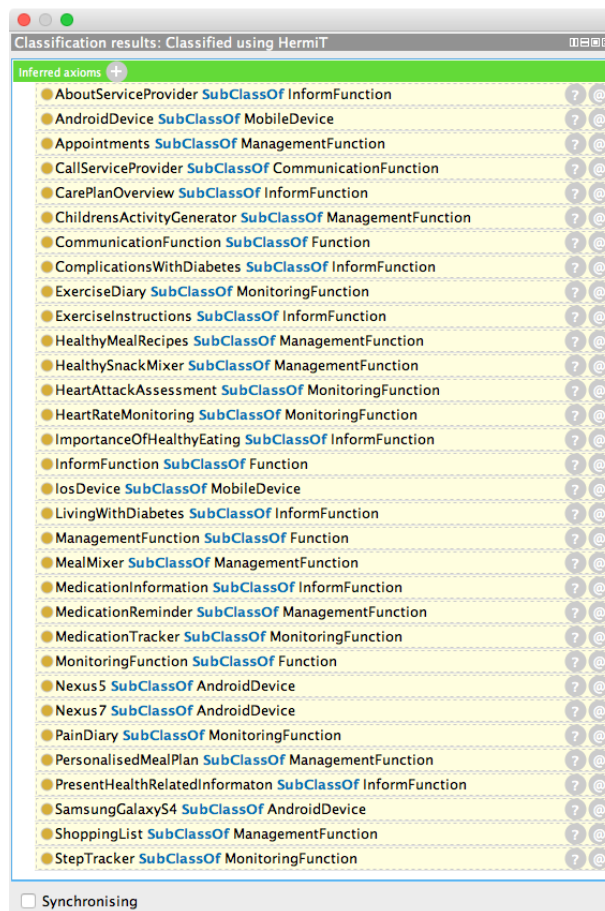 Classification results: Classified using HermiT
Inferred axioms +
AboutServiceProvider SubClassOf InformFunction ? @
AndroidDevice SubClassOf MobileDevice ? @
Appointments SubClassOf ManagementFunction ? @
CallServiceProvider SubClassOf CommunicationFunction ? @
CarePlanOverview SubClassOf InformFunction ? @
ChildrensActivityGenerator SubClassOf ManagementFunction ? @
CommunicationFunction SubClassOf Function ? @
ComplicationsWithDiabetes SubClassOf InformFunction ? @
ExerciseDiary SubClassOf MonitoringFunction ? @
ExerciseInstructions SubClassOf InformFunction ? @
HealthyMealRecipes SubClassOf ManagementFunction ? @
HealthySnackMixer SubClassOf ManagementFunction ? @
HeartAttackAssessment SubClassOf MonitoringFunction ? @
HeartRateMonitoring SubClassOf MonitoringFunction ? @
ImportanceOfHealthyEating SubClassOf InformFunction ? @
InformFunction SubClassOf Function ? @
IosDevice SubClassOf MobileDevice ? @
LivingWithDiabetes SubClassOf InformFunction ? @
ManagementFunction SubClassOf Function ? @
MealMixer SubClassOf ManagementFunction ? @
MedicationInformation SubClassOf InformFunction ? @
MedicationReminder SubClassOf ManagementFunction ? @
MedicationTracker SubClassOf MonitoringFunction ? @
MonitoringFunction SubClassOf Function ? @
Nexus5 SubClassOf AndroidDevice ? @
Nexus7 SubClassOf AndroidDevice ? @
PainDiary SubClassOf MonitoringFunction ? @
PersonalisedMealPlan SubClassOf ManagementFunction ? @
PresentHealthRelatedInformaton SubClassOf InformFunction ? @
SamsungGalaxyS4 SubClassOf AndroidDevice ? @
ShoppingList SubClassOf ManagementFunction ? @
StepTracker SubClassOf MonitoringFunction ? @
Synchronising